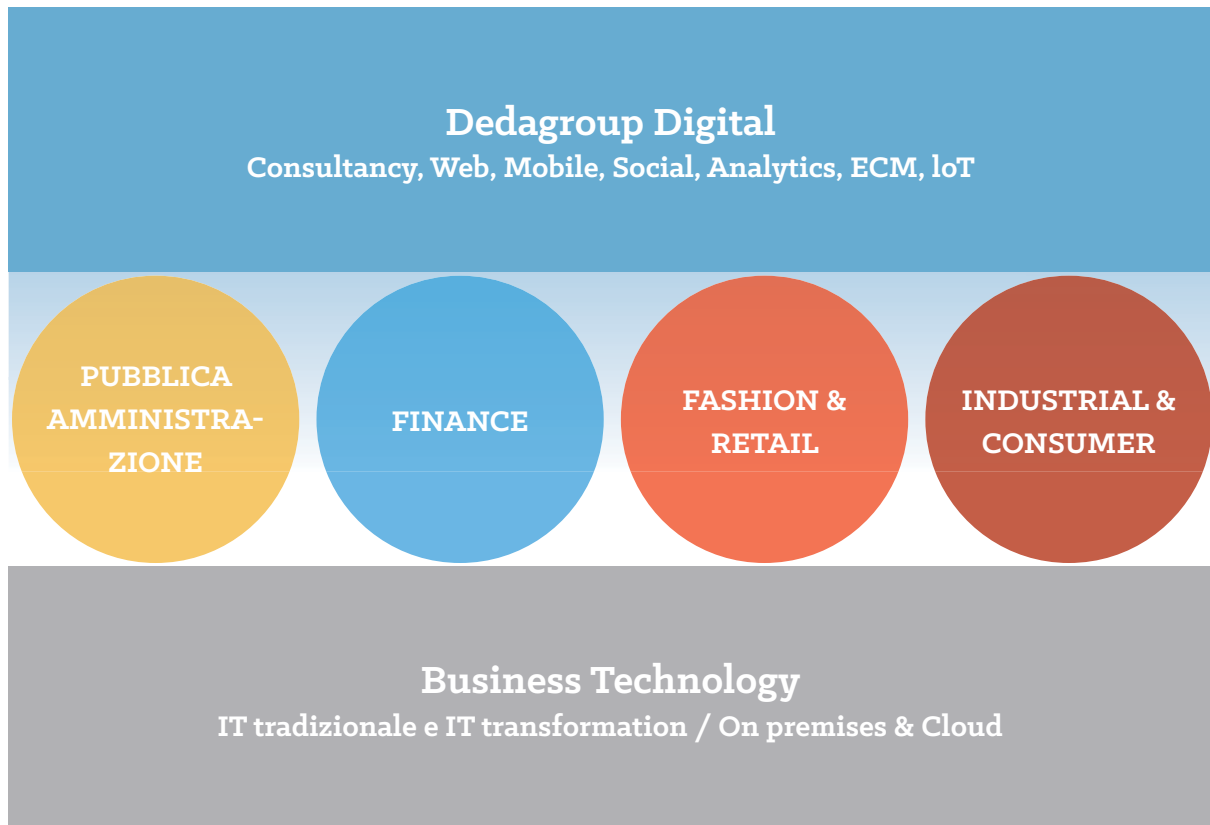 Dedagroup Digital
Consultancy, Web, Mobile, Social, Analytics, ECM, loT
PUBBLICA
AMMINISTRA-
ZIONE
FINANCE
FASHION &
RETAIL
INDUSTRIAL &
CONSUMER
Business Technology
IT tradizionale e IT transformation / On premises & Cloud